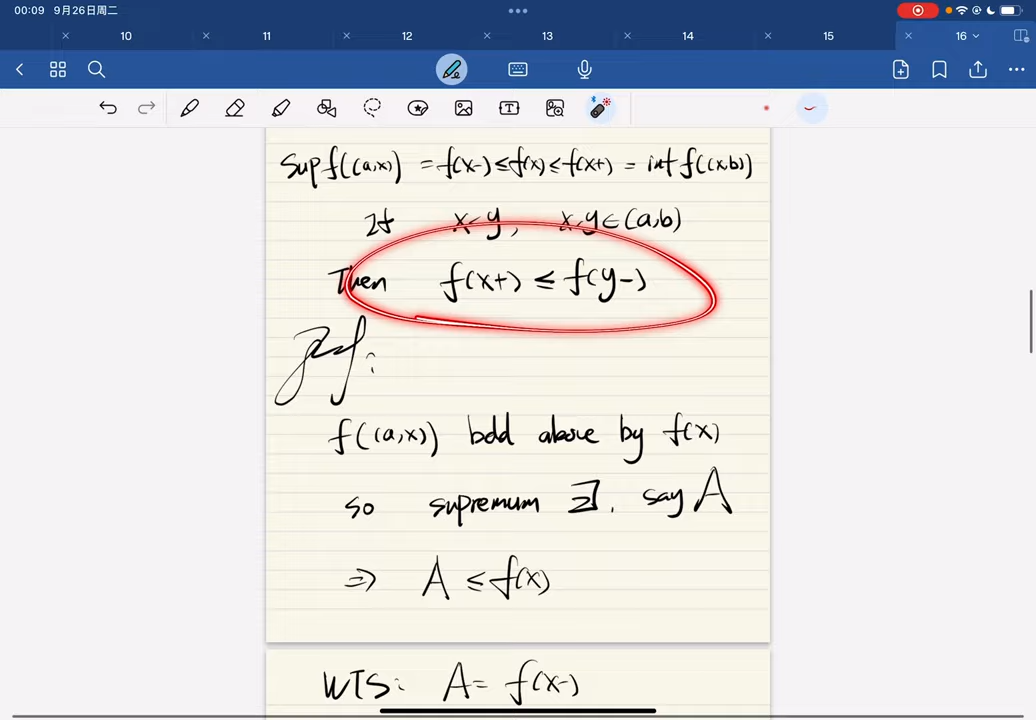 00:09 9月26日周二
10 11 12 13 14 15 16
Sup f((a,x)) = f(x-) ≤ f(x) ≤ f(x+) = inf f((x,b))
If x<y, x,y∈(a,b)
Then f(x+) ≤ f(y-)
Pf:
f((a,x)) bdd above by f(x)
so supremum ∃, say A
⇒ A ≤ f(x)
WTS: A = f(x-)